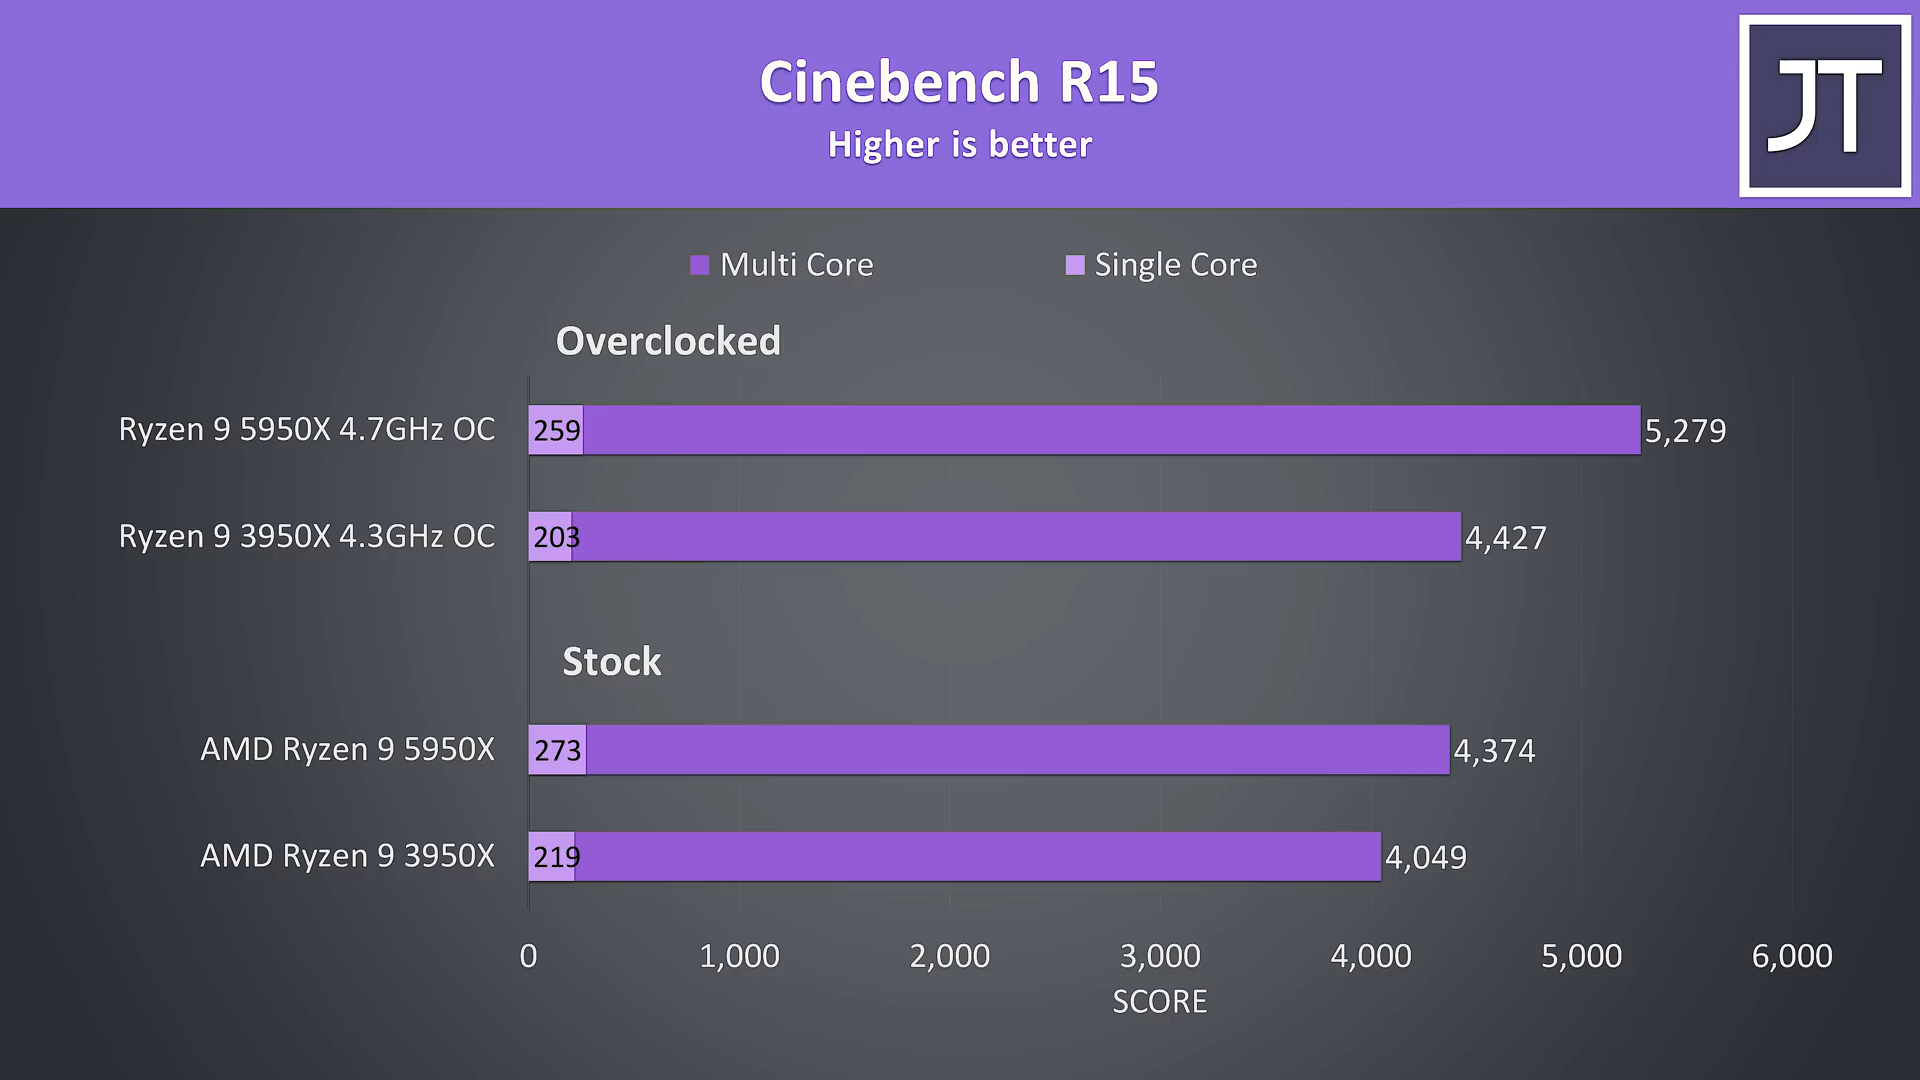 Cinebench R15
Higher is better
JT
Multi Core
Single Core
Overclocked
Ryzen 9 5950X 4.7GHz OC
259
5,279
Ryzen 9 3950X 4.3GHz OC
203
4,427
Stock
AMD Ryzen 9 5950X
273
4,374
AMD Ryzen 9 3950X
219
4,049
0 1,000 2,000 3,000 4,000 5,000 6,000
SCORE